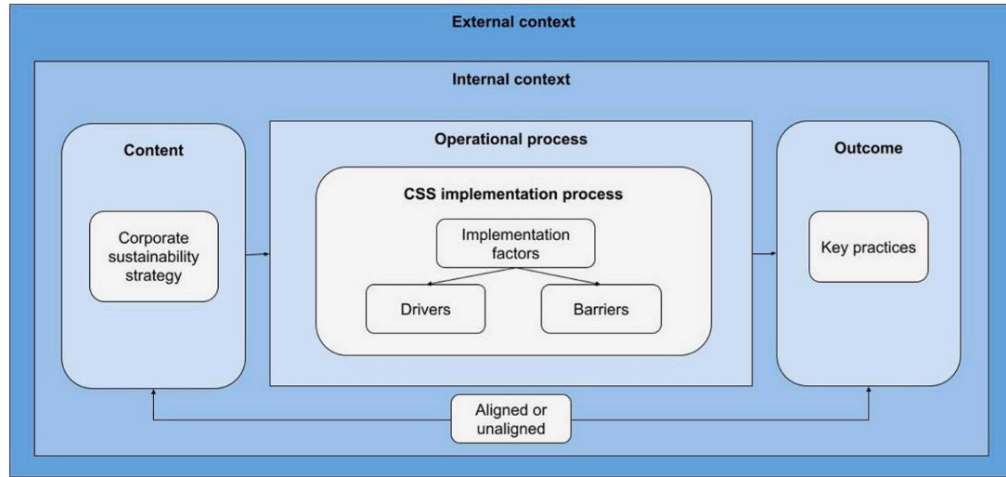 External context
Internal context
Content
Corporate
sustainability
strategy
Operational process
CSS implementation process
Implementation
factors
Drivers
Barriers
Outcome
Key practices
Aligned or
unaligned